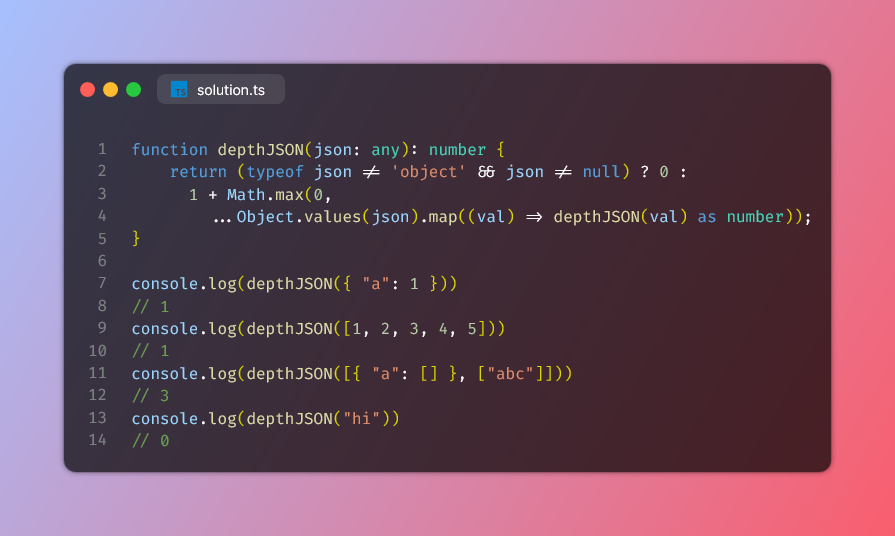 TS solution.ts
1 function depthJSON(json: any): number {
2 return (typeof json != 'object' && json != null) ? 0 :
3 1 + Math.max(0,
4 ...Object.values(json).map((val) => depthJSON(val) as number));
5 }
6
7 console.log(depthJSON({ "a": 1 }))
8 // 1
9 console.log(depthJSON([1, 2, 3, 4, 5]))
10 // 1
11 console.log(depthJSON([{ "a": [] }, ["abc"]]))
12 // 3
13 console.log(depthJSON("hi"))
14 // 0